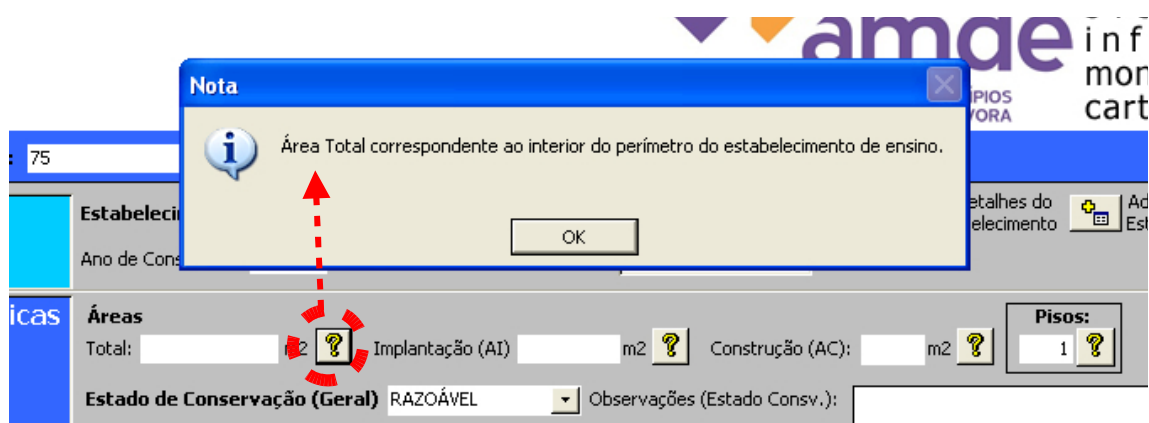 amde
inf
mon
cart
ÍPIOS
VORA
Nota
Área Total correspondente ao interior do perímetro do estabelecimento de ensino.
OK
: 75
Estabeleci
etalhes do
elecimento
Ad
Est
Ano de Cons
icas
Áreas
Pisos:
Total: m2 ? Implantação (AI) m2 ? Construção (AC): m2 ? 1 ?
Estado de Conservação (Geral) RAZOÁVEL Observações (Estado Consv.):